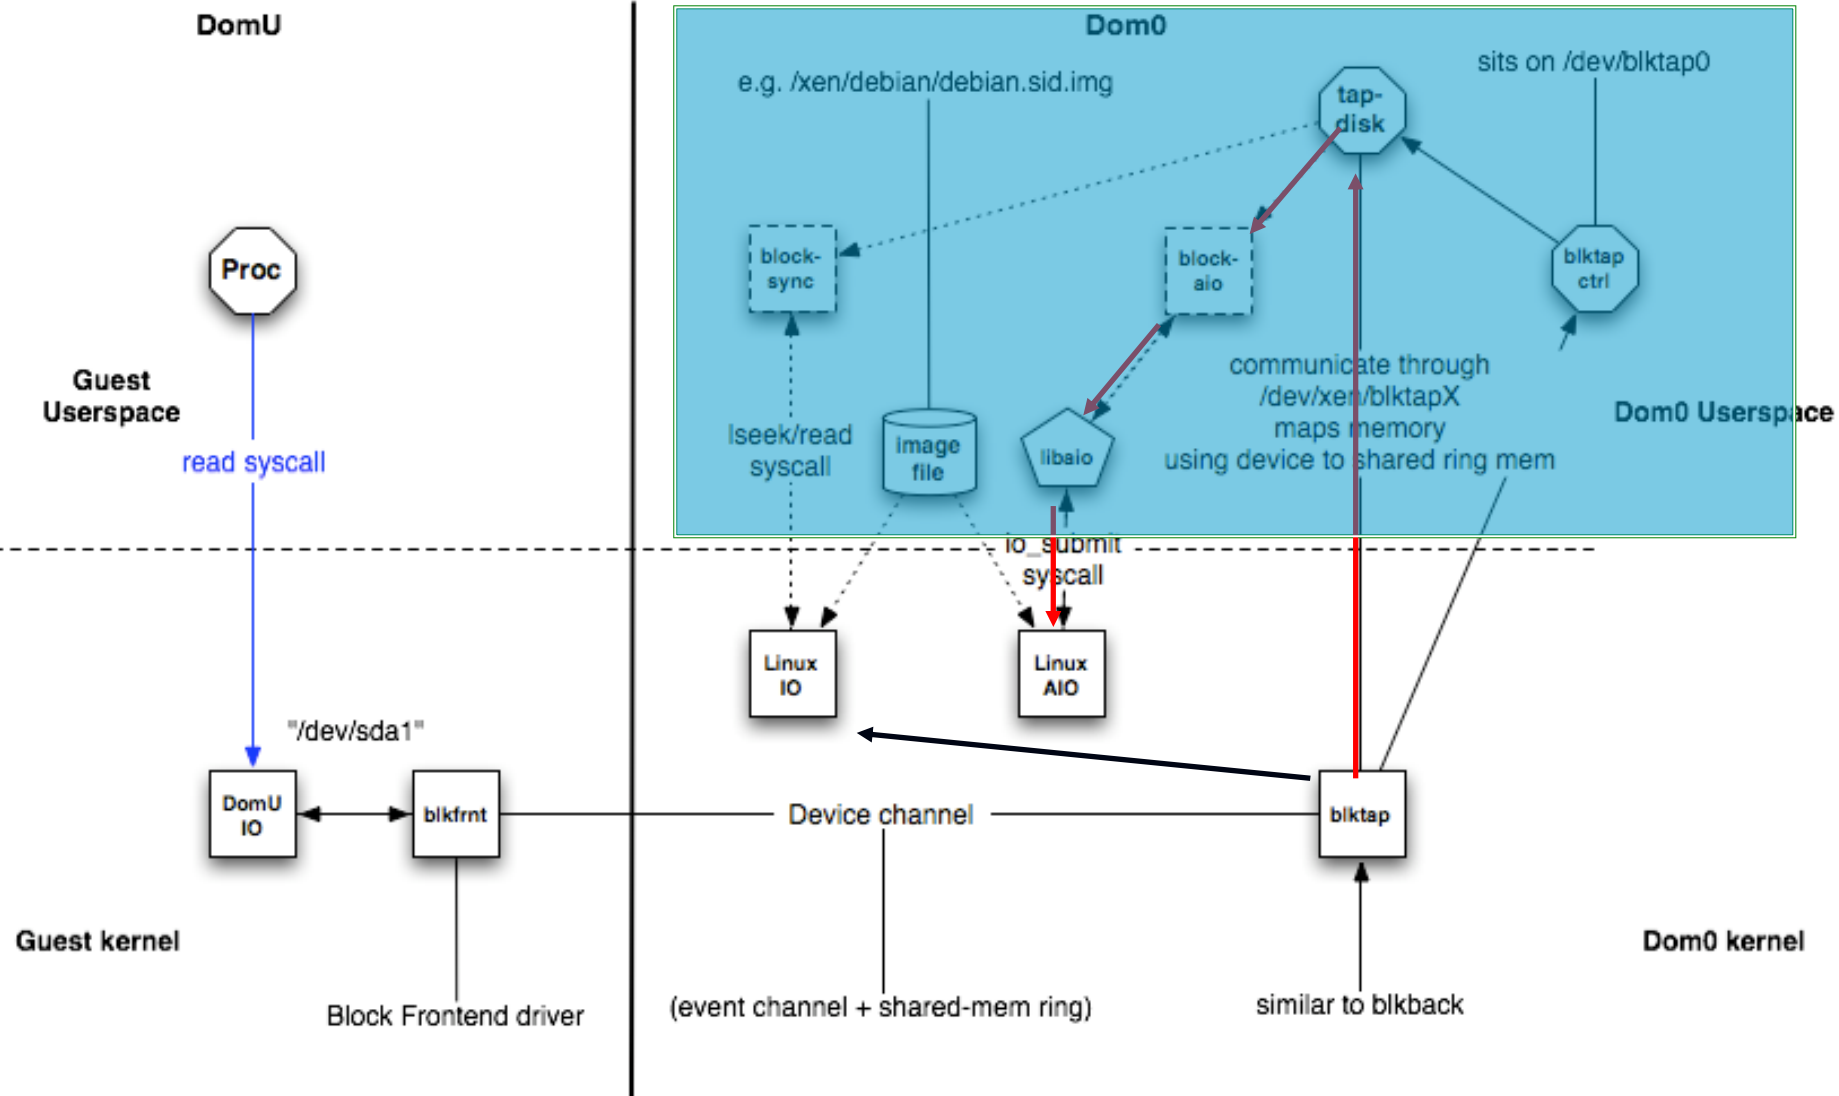 DomU
Dom0
sits on /dev/blktap0
e.g. /xen/debian/debian.sid.img
tap-
disk
Proc
block-
sync
block-
aio
blktap
ctrl
Guest
Userspace
communicate through
/dev/xen/blktapX
maps memory
using device to shared ring mem
Dom0 Userspace
read syscall
lseek/read
syscall
image
file
libaio
io_submit
syscall
Linux
IO
Linux
AIO
"/dev/sda1"
DomU
IO
blkfrnt
Device channel
blktap
Guest kernel
Dom0 kernel
Block Frontend driver
(event channel + shared-mem ring)
similar to blkback